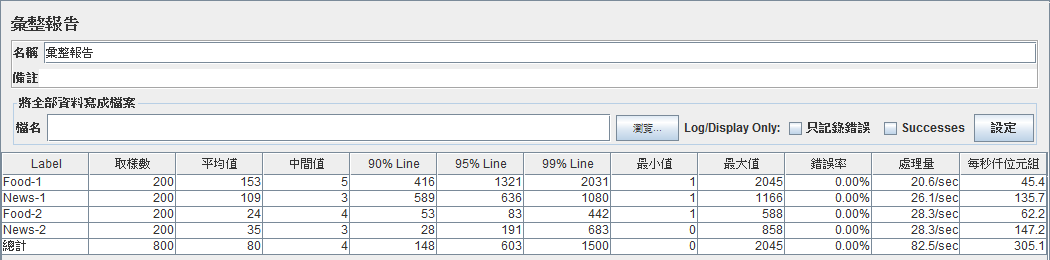 彙整報告
名稱 彙整報告
備註
將全部資料寫成檔案
檔名 瀏覽... Log/Display Only: 只記錄錯誤 Successes 設定
Label 取樣數 平均值 中間值 90% Line 95% Line 99% Line 最小值 最大值 錯誤率 處理量 每秒仟位元組
Food-1 200 153 5 416 1321 2031 1 2045 0.00% 20.6/sec 45.4
News-1 200 109 3 589 636 1080 1 1166 0.00% 26.1/sec 135.7
Food-2 200 24 4 53 83 442 1 588 0.00% 28.3/sec 62.2
News-2 200 35 3 28 191 683 0 858 0.00% 28.3/sec 147.2
總計 800 80 4 148 603 1500 0 2045 0.00% 82.5/sec 305.1